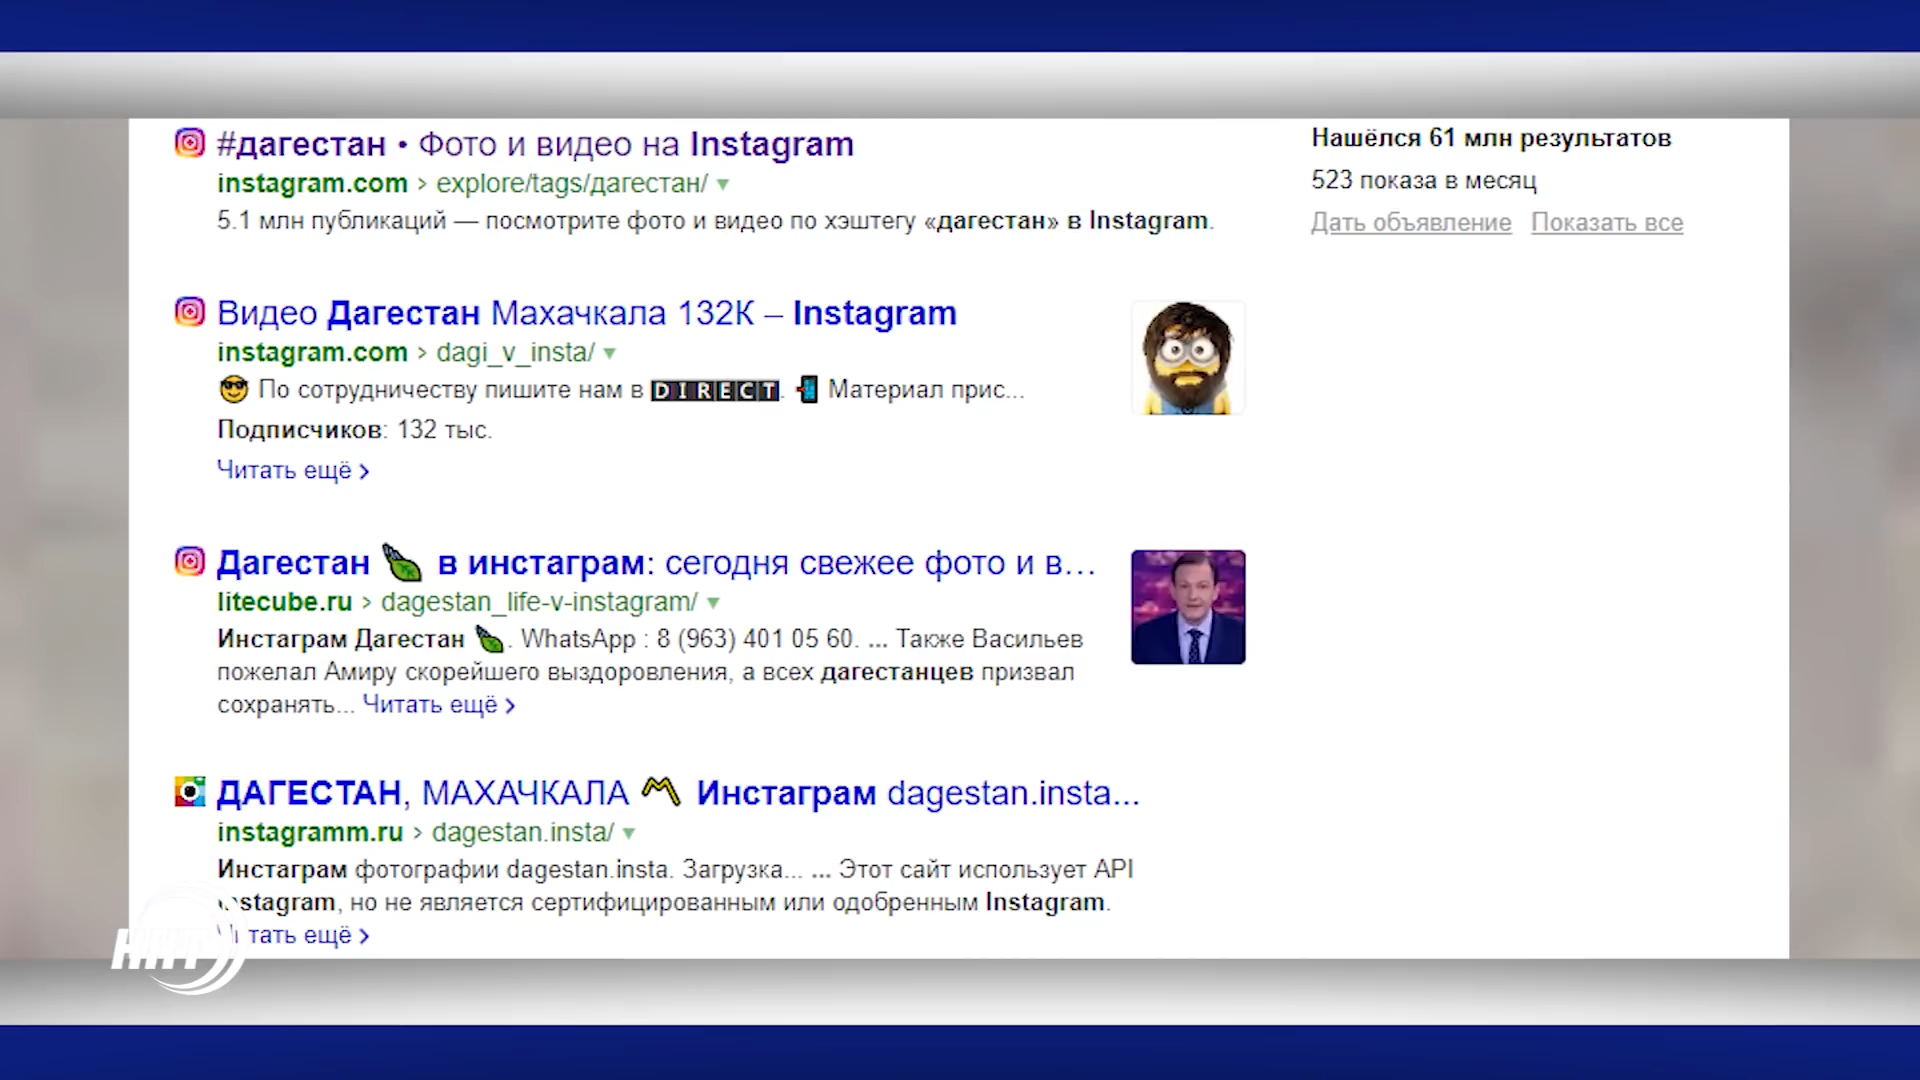 #дагестан • Фото и видео на Instagram
instagram.com › explore/tags/дагестан/
5.1 млн публикаций — посмотрите фото и видео по хэштегу «дагестан» в Instagram.
Нашёлся 61 млн результатов
523 показа в месяц
Дать объявление Показать все
Видео Дагестан Махачкала 132К – Instagram
instagram.com › dagi_v_insta/
😎 По сотрудничеству пишите нам в DIRECT. 📲 Материал прис...
Подписчиков: 132 тыс.
Читать ещё ›
Дагестан в инстаграм: сегодня свежее фото и в...
litecube.ru › dagestan_life-v-instagram/
Инстаграм Дагестан . WhatsApp : 8 (963) 401 05 60. ... Также Васильев
пожелал Амиру скорейшего выздоровления, а всех дагестанцев призвал
сохранять... Читать ещё ›
ДАГЕСТАН, МАХАЧКАЛА 〽 Инстаграм dagestan.insta...
instagramm.ru › dagestan.insta/
Инстаграм фотографии dagestan.insta. Загрузка... ... Этот сайт использует API
Instagram, но не является сертифицированным или одобренным Instagram.
Читать ещё ›
ННТ